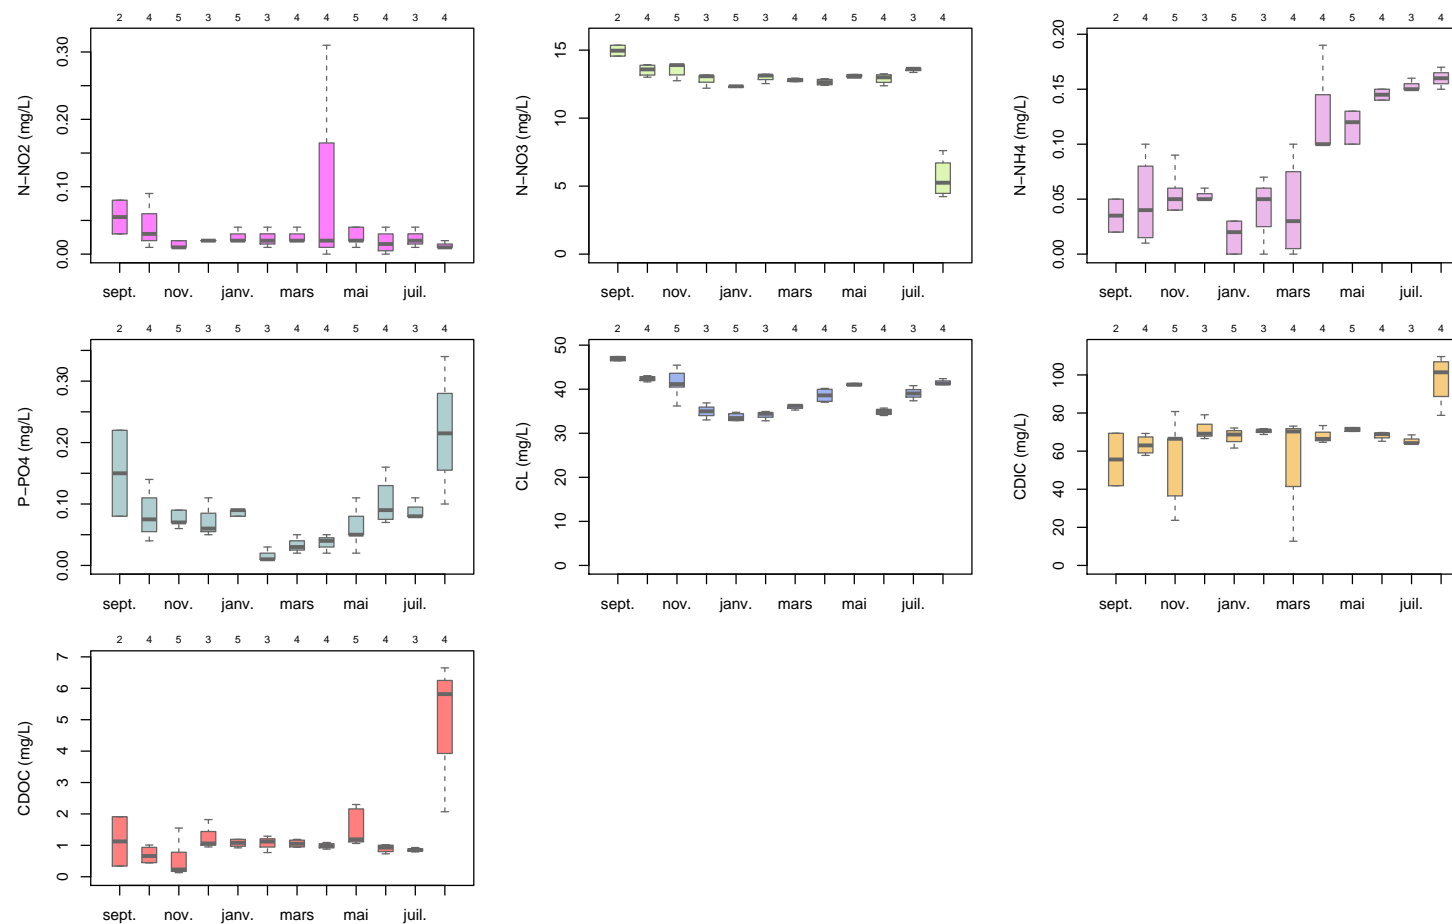 2 4 5 3 5 3 4 4 5 4 3 4
N−NO2 (mg/L)
0.00 0.10 0.20 0.30
sept. nov. janv. mars mai juil.
2 4 5 3 5 3 4 4 5 4 3 4
N−NO3 (mg/L)
0 5 10 15
sept. nov. janv. mars mai juil.
2 4 5 3 5 3 4 4 5 4 3 4
N−NH4 (mg/L)
0.00 0.05 0.10 0.15 0.20
sept. nov. janv. mars mai juil.
2 4 5 3 5 3 4 4 5 4 3 4
P−PO4 (mg/L)
0.00 0.10 0.20 0.30
sept. nov. janv. mars mai juil.
2 4 5 3 5 3 4 4 5 4 3 4
CL (mg/L)
0 10 20 30 40 50
sept. nov. janv. mars mai juil.
2 4 5 3 5 3 4 4 5 4 3 4
CDIC (mg/L)
0 20 40 60 80 100
sept. nov. janv. mars mai juil.
2 4 5 3 5 3 4 4 5 4 3 4
CDOC (mg/L)
0 1 2 3 4 5 6 7
sept. nov. janv. mars mai juil.